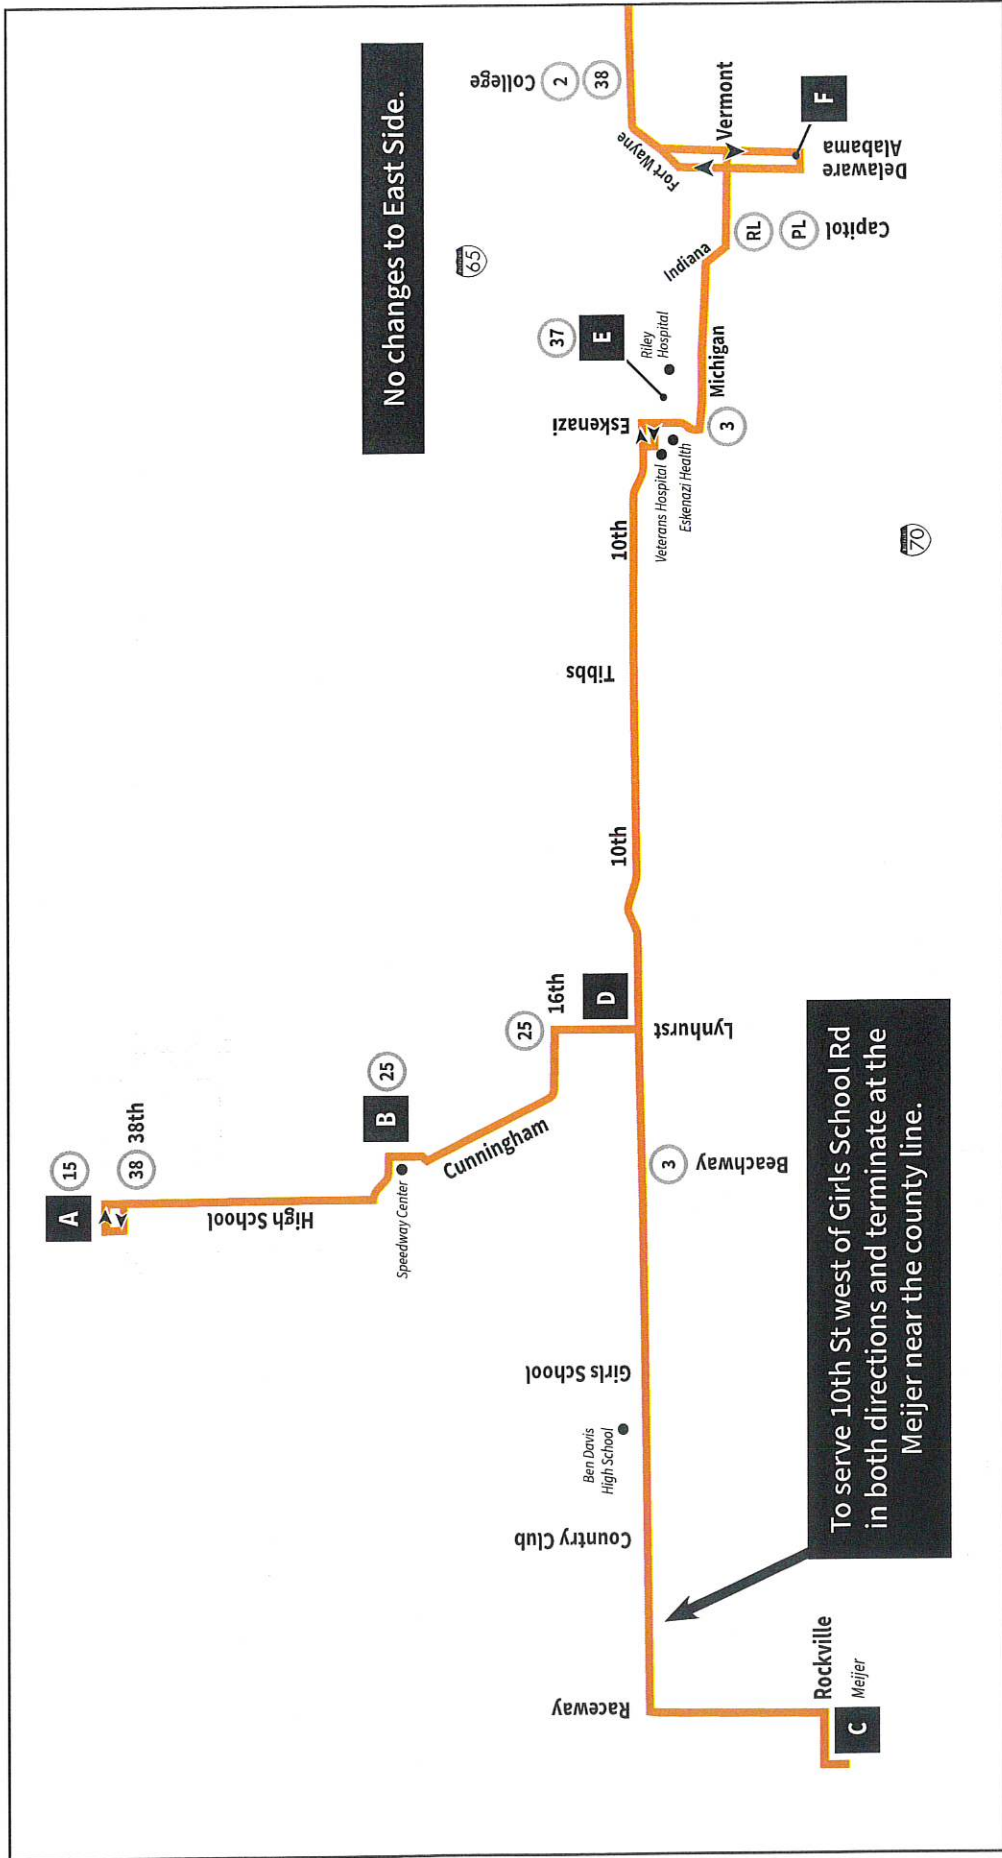 No changes to East Side.
65
College
2
38
Fort Wayne
Vermont
F
Delaware
Alabama
RL
PL
Capitol
Indiana
37
E
Riley
Hospital
Michigan
Eskenazi
3
Veterans Hospital
Eskenazi Health
10th
70
Tibbs
10th
16th
25
D
Lynhurst
A
15
38
38th
High School
B
25
Speedway Center
Cunningham
3
Beachway
Girls School
Ben Davis
High School
Country Club
To serve 10th St west of Girls School Rd
in both directions and terminate at the
Meijer near the county line.
Raceway
Rockville
C
Meijer